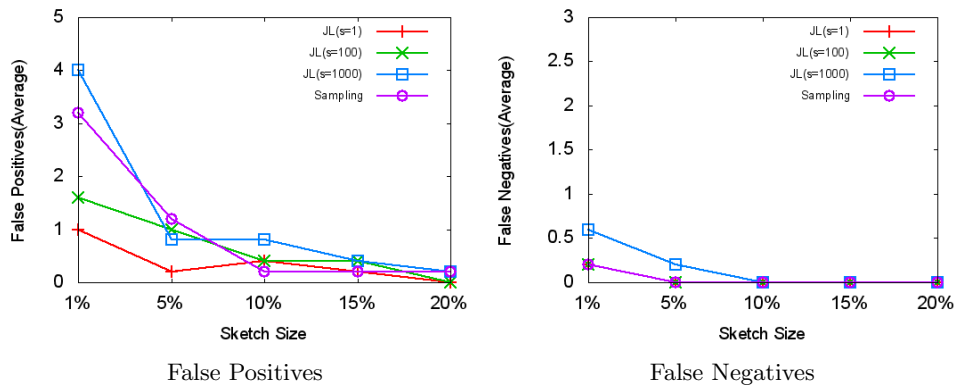 5
4
3
2
1
0
False Positives(Average)
JL(s=1)
JL(s=100)
JL(s=1000)
Sampling
1% 5% 10% 15% 20%
Sketch Size
False Positives
3
2.5
2
1.5
1
0.5
0
False Negatives(Average)
JL(s=1)
JL(s=100)
JL(s=1000)
Sampling
1% 5% 10% 15% 20%
Sketch Size
False Negatives